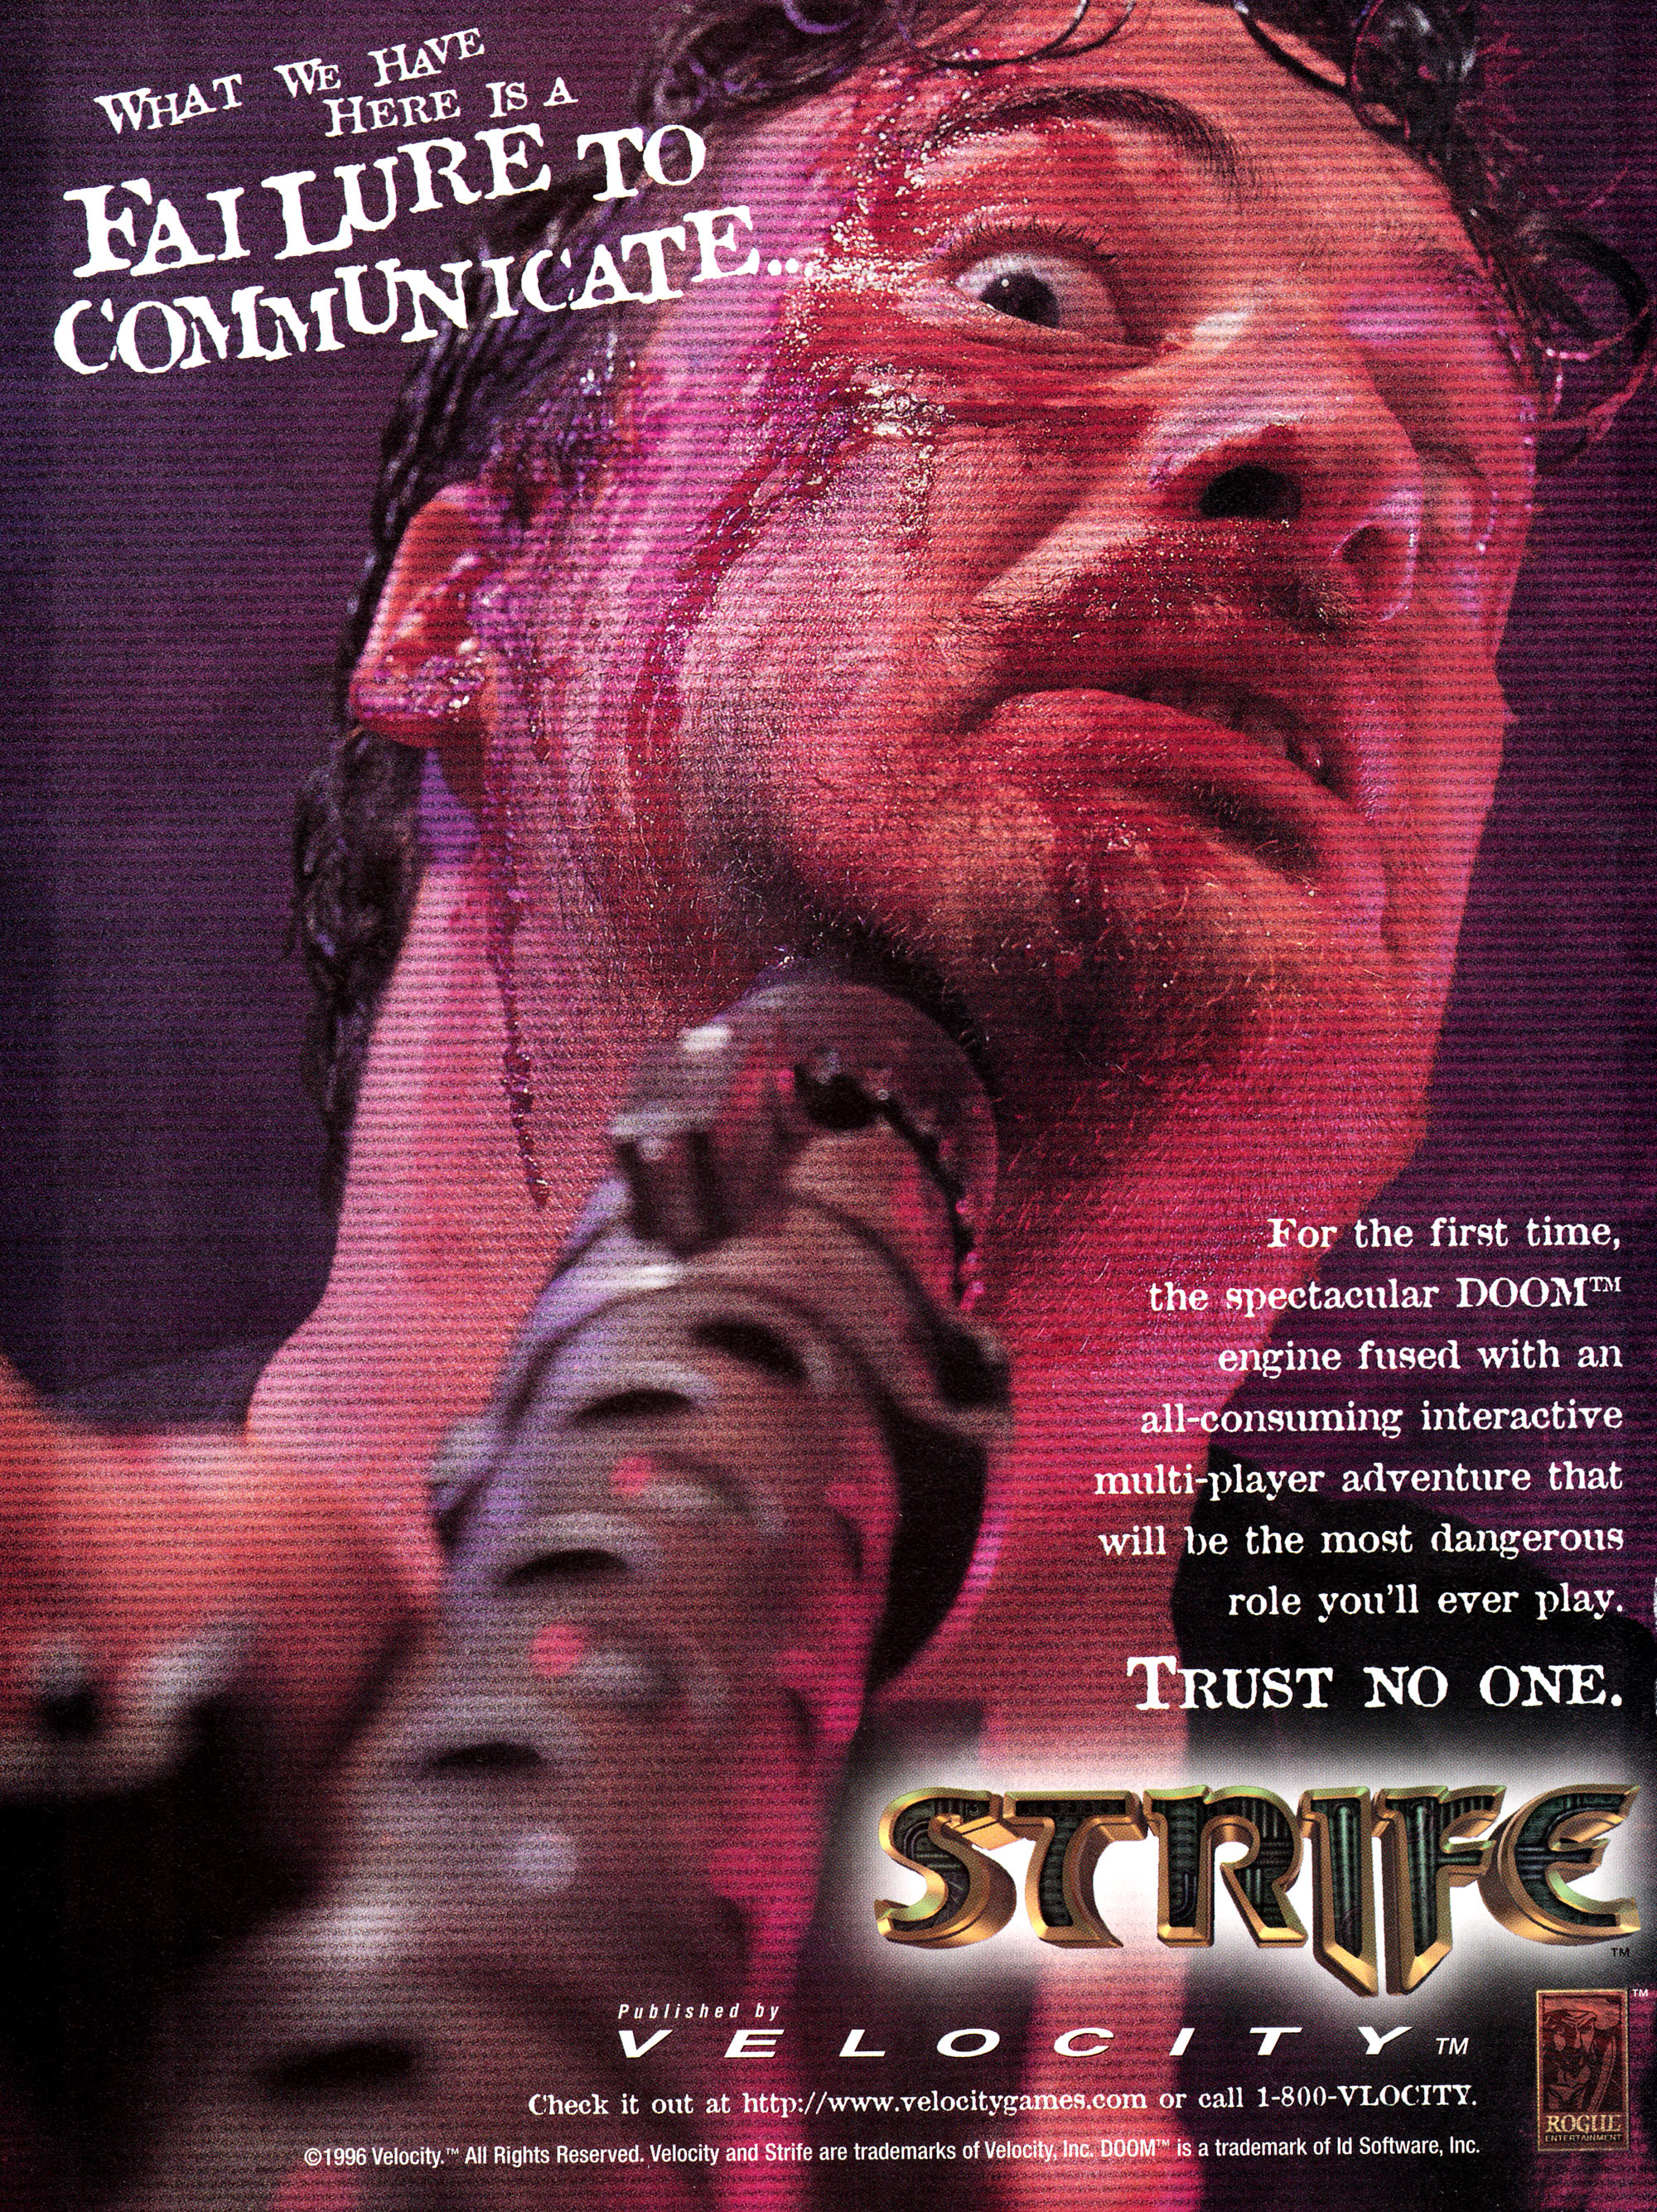 WHAT WE HAVE
HERE IS A
FAILURE TO
COMMUNICATE...
For the first time,
the spectacular DOOM™
engine fused with an
all-consuming interactive
multi-player adventure that
will be the most dangerous
role you'll ever play.
TRUST NO ONE.
STRIFE™
Published by
VELOCITY™
Check it out at http://www.velocitygames.com or call 1-800-VLOCITY.
©1996 Velocity.™ All Rights Reserved. Velocity and Strife are trademarks of Velocity, Inc. DOOM™ is a trademark of Id Software, Inc.
™
ROGUE
ENTERTAINMENT